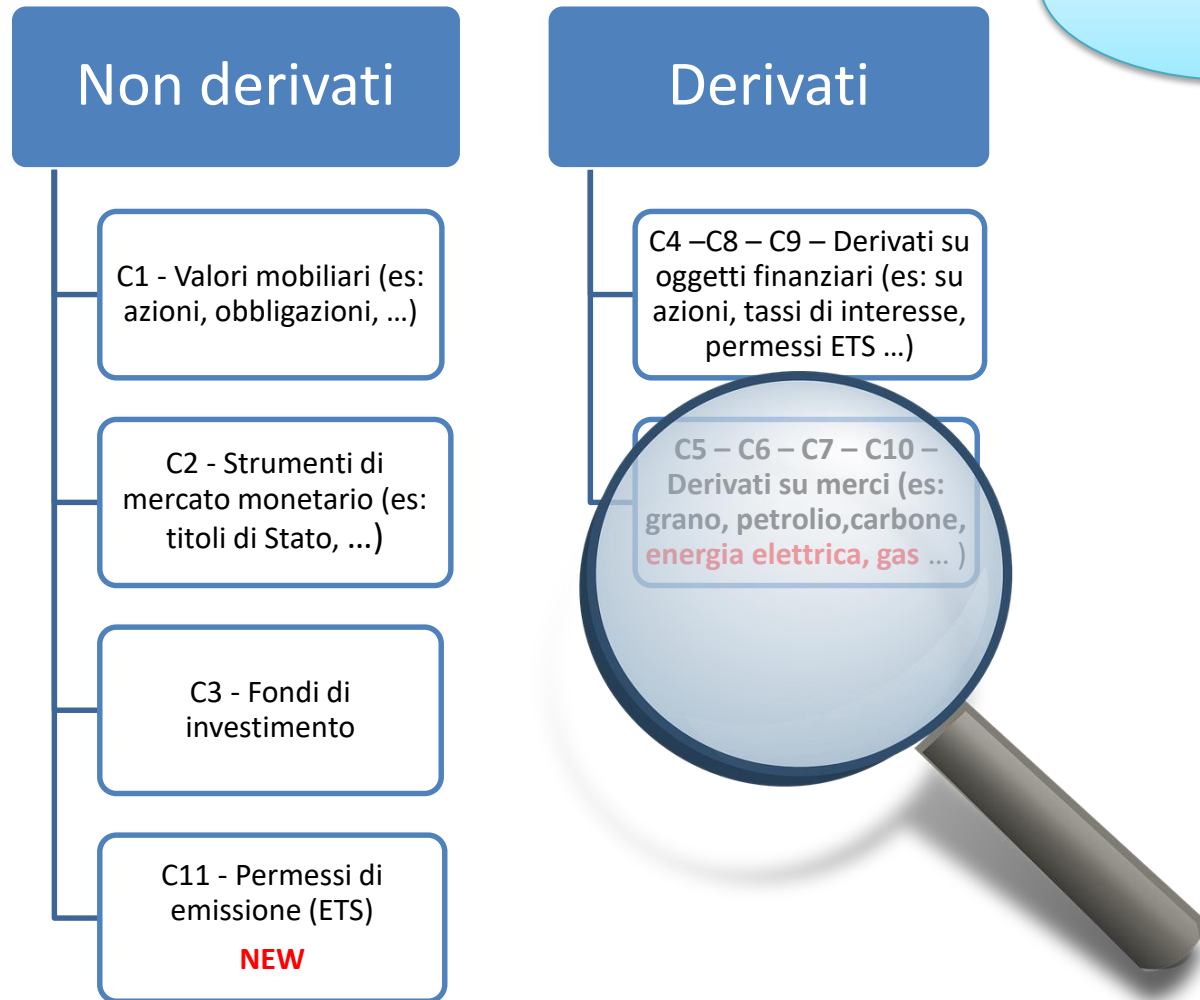 Non derivati
C1 - Valori mobiliari (es:
azioni, obbligazioni, …)
C2 - Strumenti di
mercato monetario (es:
titoli di Stato, …)
C3 - Fondi di
investimento
C11 - Permessi di
emissione (ETS)
NEW
Derivati
C4 –C8 – C9 – Derivati su
oggetti finanziari (es: su
azioni, tassi di interesse,
permessi ETS …)
C5 – C6 – C7 – C10 –
Derivati su merci (es:
grano, petrolio,carbone,
energia elettrica, gas … )